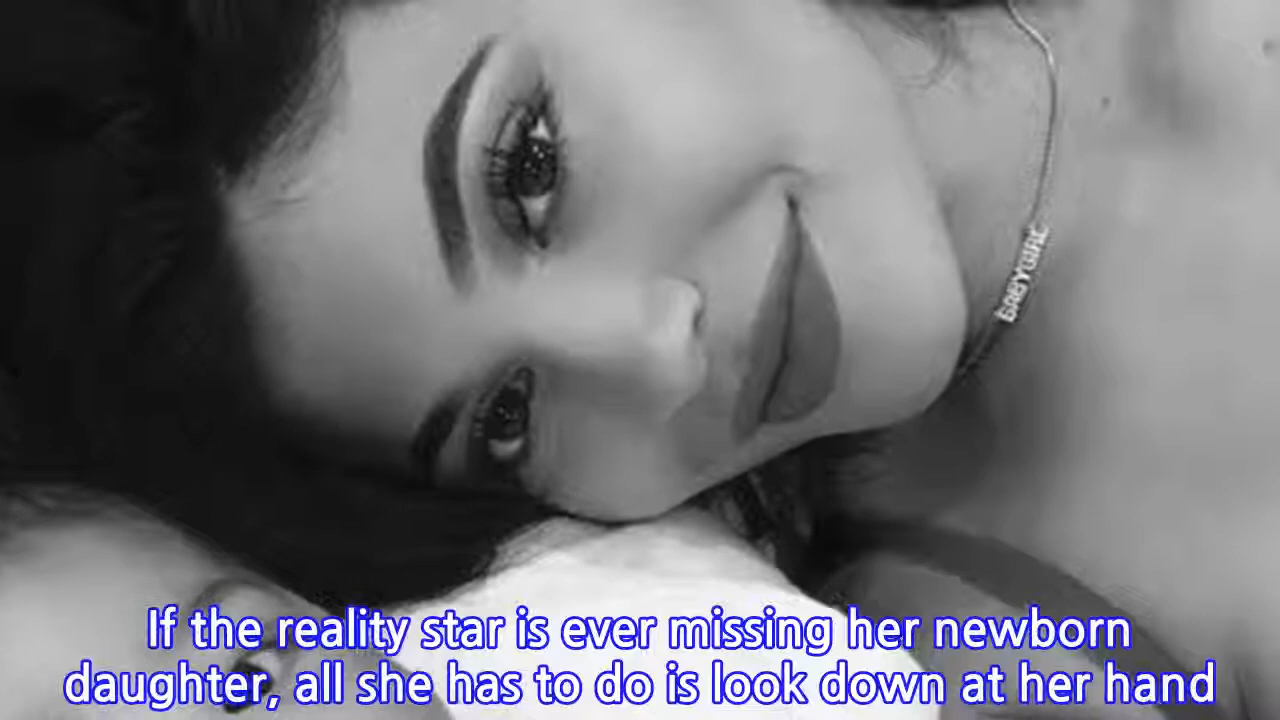 BABYGIRL
If the reality star is ever missing her newborn
daughter, all she has to do is look down at her hand